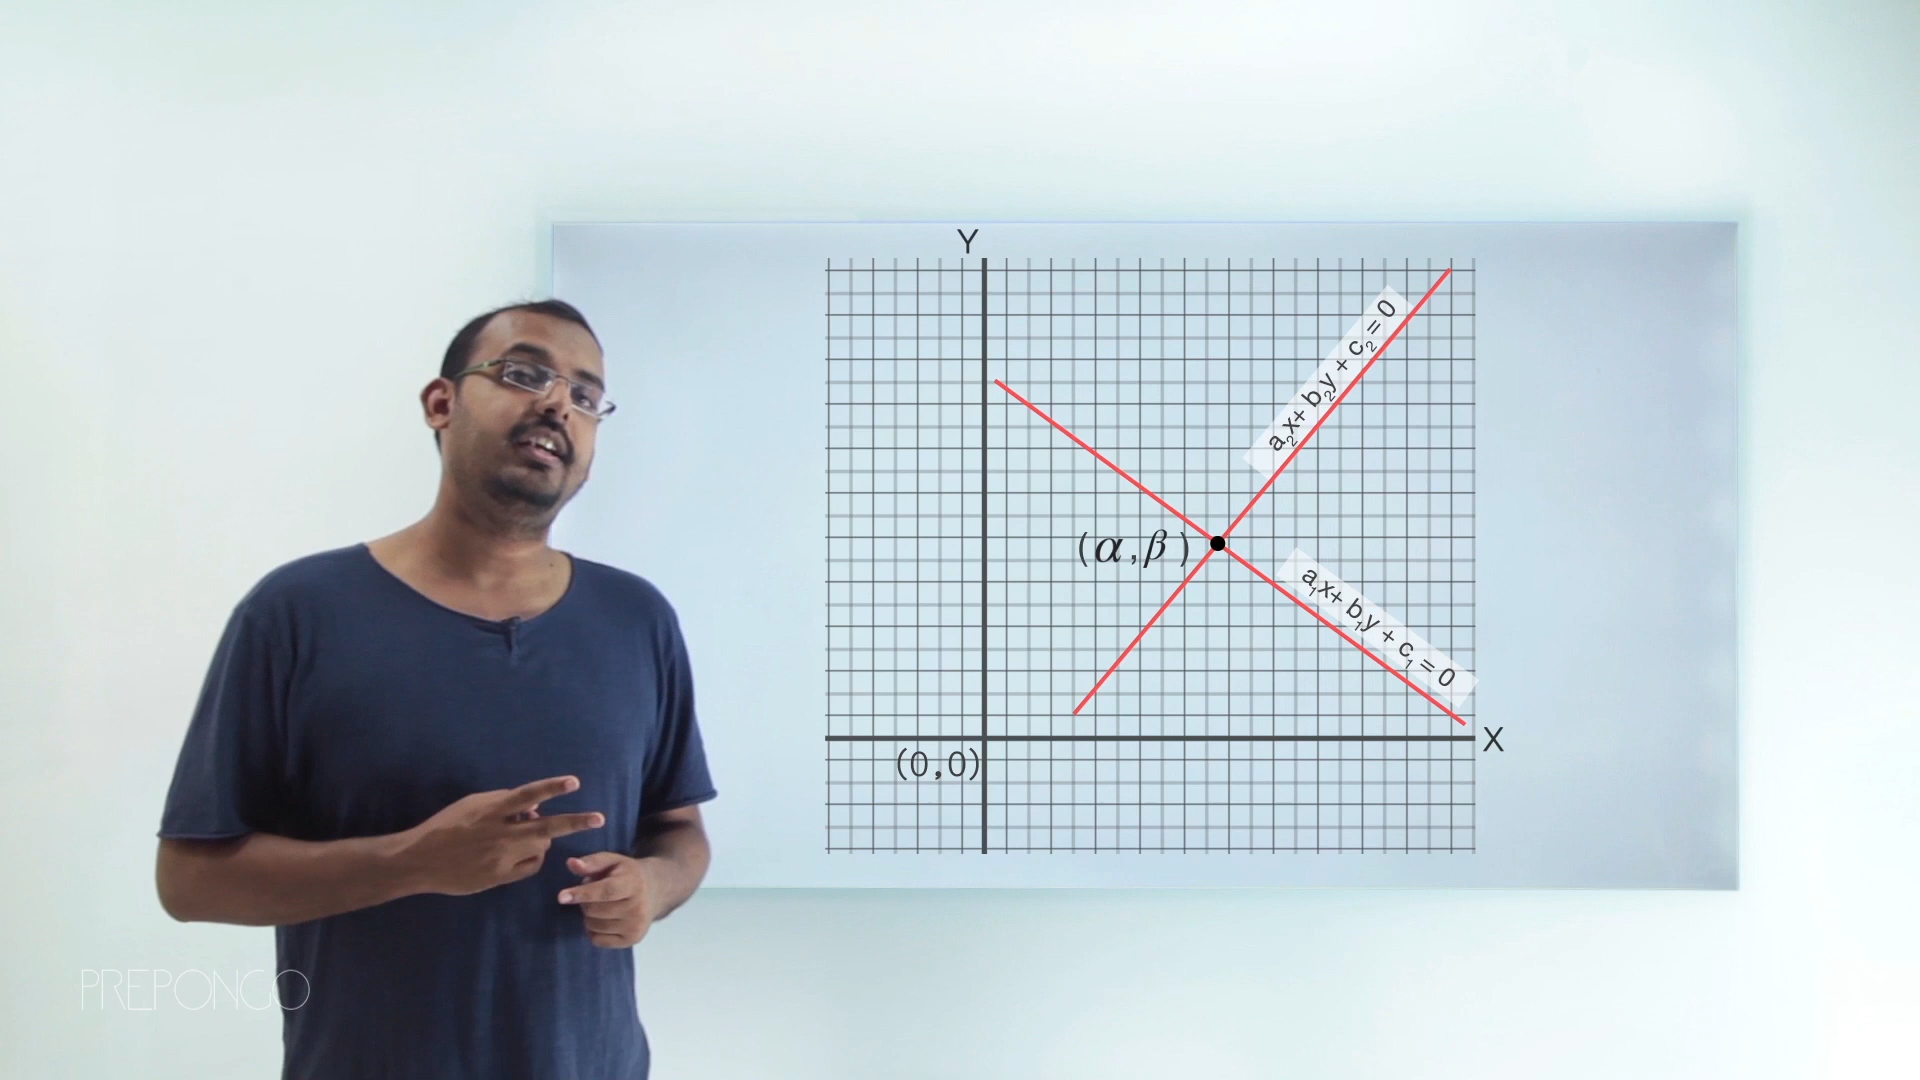 Y
a₂x+ b₂y + c₂ = 0
(α,β)
a₁x+ b₁y + c₁ = 0
X
(0,0)
PREPONGO